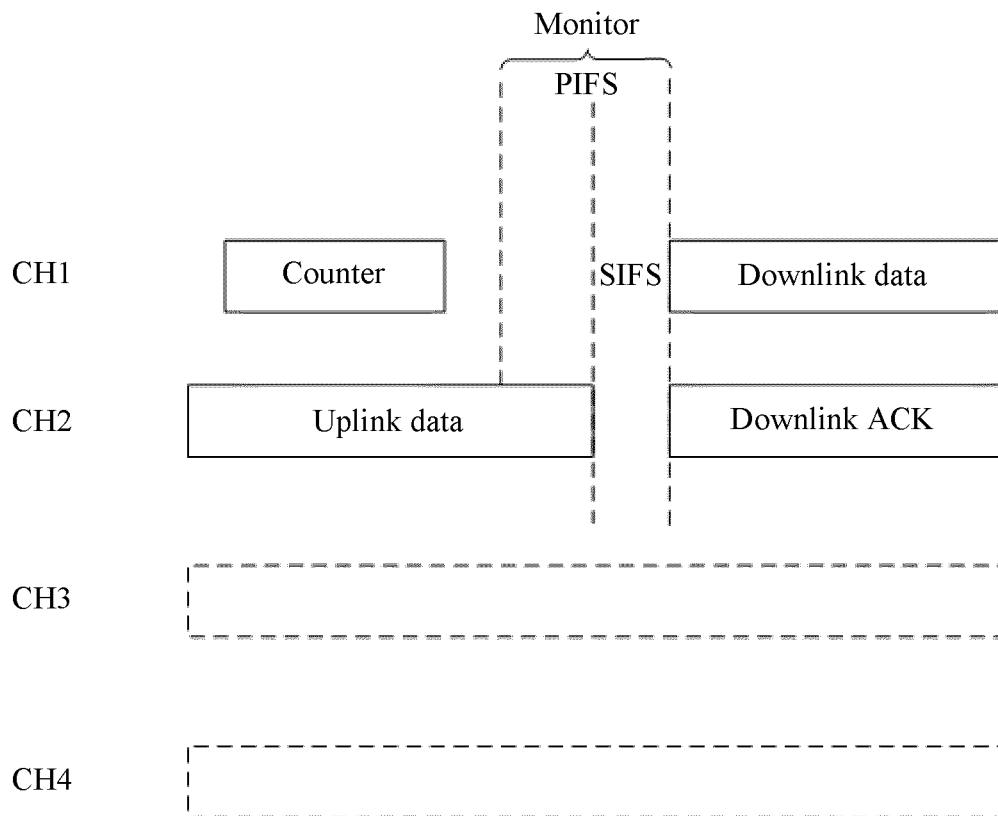 Monitor
PIFS
CH1
Counter
SIFS
Downlink data
CH2
Uplink data
Downlink ACK
CH3
CH4